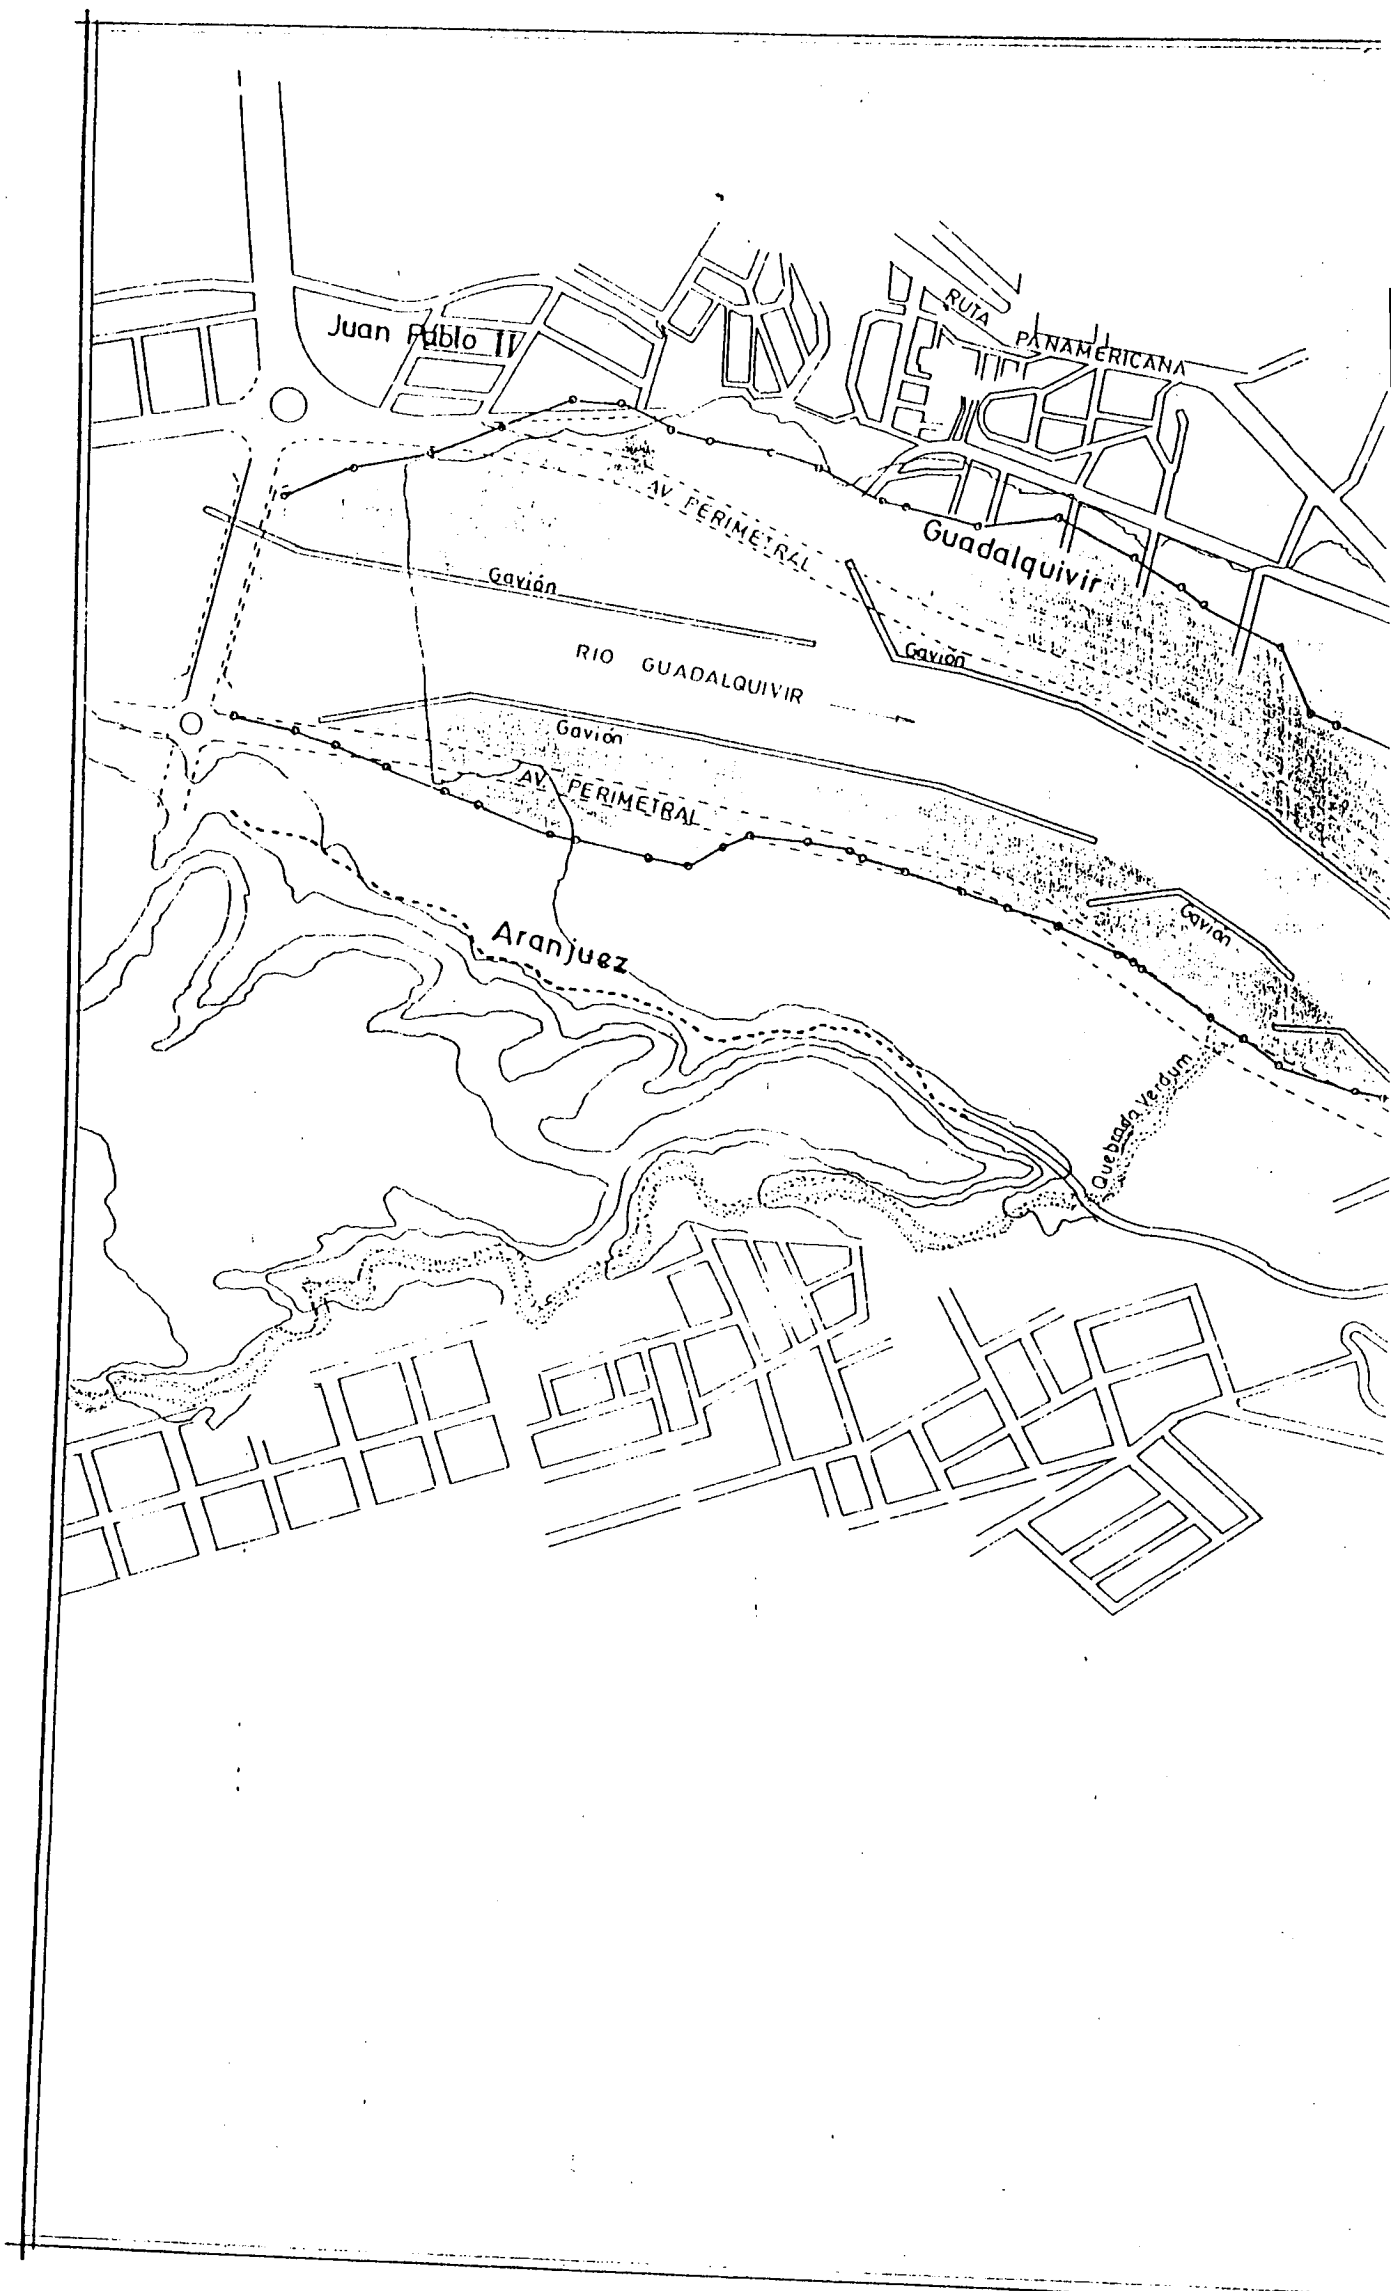 RUTA PANAMERICANA
Juan Pablo II
AV PERIMETRAL
Guadalquivir
Gavión
RIO GUADALQUIVIR
Gavión
Gavión
AV. PERIMETRAL
Gavión
Aranjuez
Quebrada Verdum